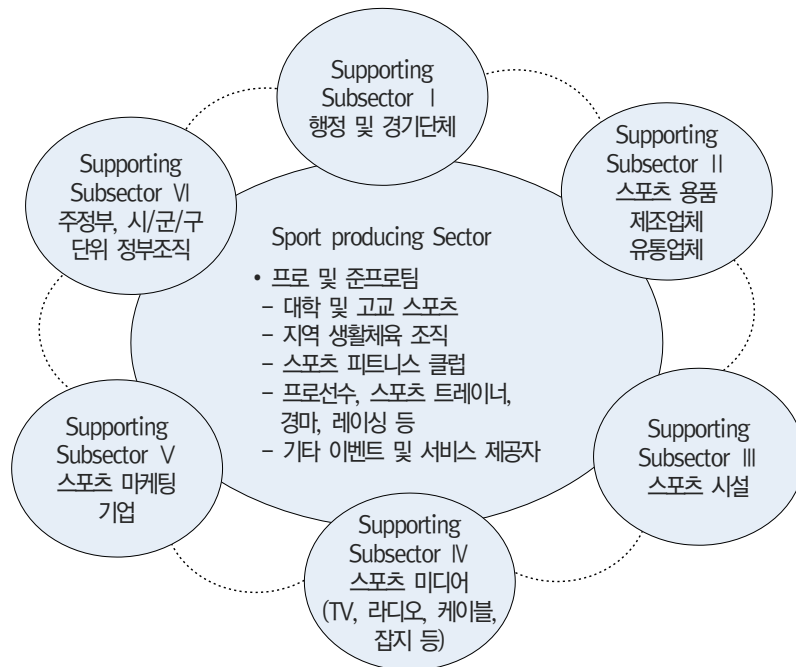 Supporting
Subsector Ⅰ
행정 및 경기단체
Supporting
Subsector Ⅱ
스포츠 용품
제조업체
유통업체
Supporting
Subsector Ⅵ
주정부, 시/군/구
단위 정부조직
Sport producing Sector
• 프로 및 준프로팀
– 대학 및 고교 스포츠
– 지역 생활체육 조직
– 스포츠 피트니스 클럽
– 프로선수, 스포츠 트레이너,
경마, 레이싱 등
– 기타 이벤트 및 서비스 제공자
Supporting
Subsector Ⅲ
스포츠 시설
Supporting
Subsector Ⅴ
스포츠 마케팅
기업
Supporting
Subsector Ⅳ
스포츠 미디어
(TV, 라디오, 케이블,
잡지 등)